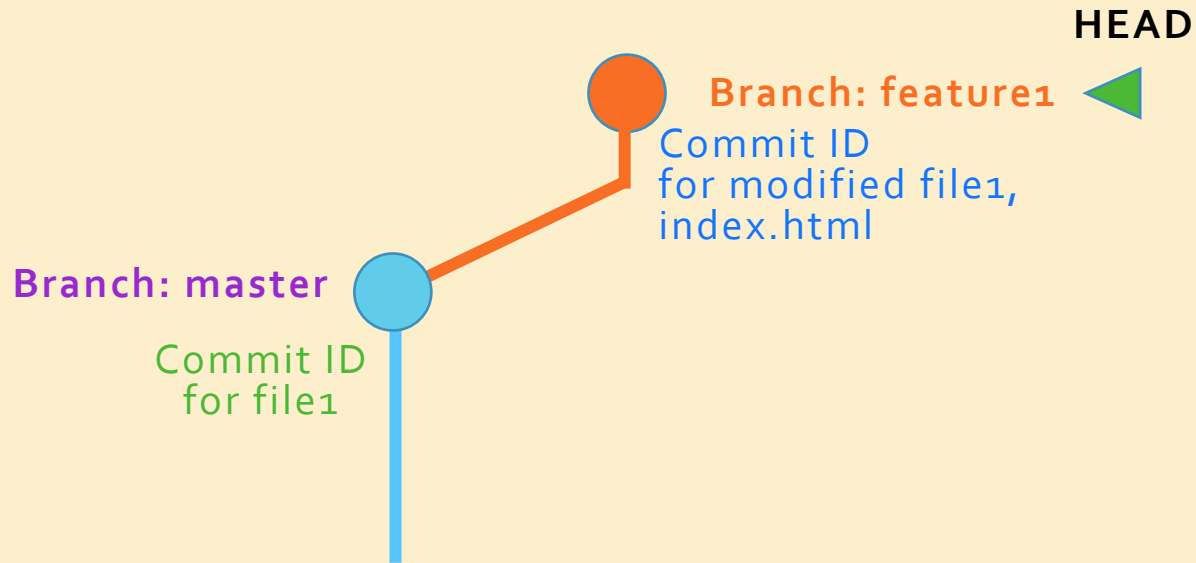 HEAD
Branch: feature1
Commit ID
for modified file1,
index.html
Branch: master
Commit ID
for file1